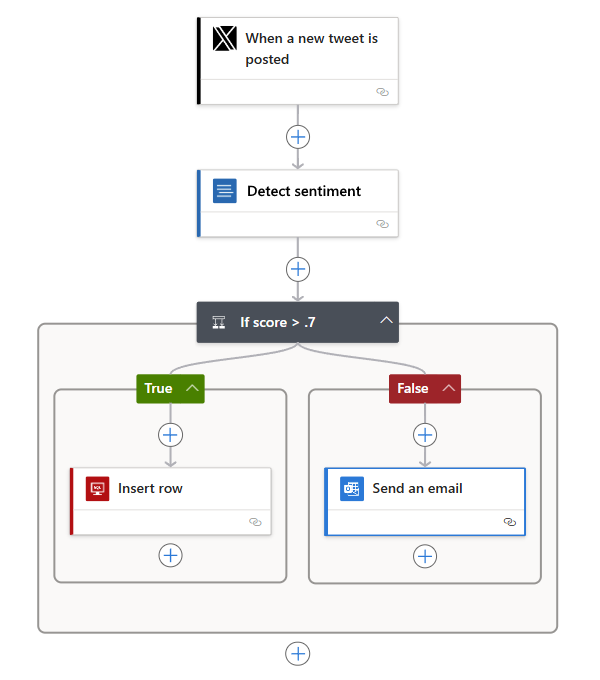 When a new tweet is
posted
Detect sentiment
If score > .7
True
False
Insert row
Send an email